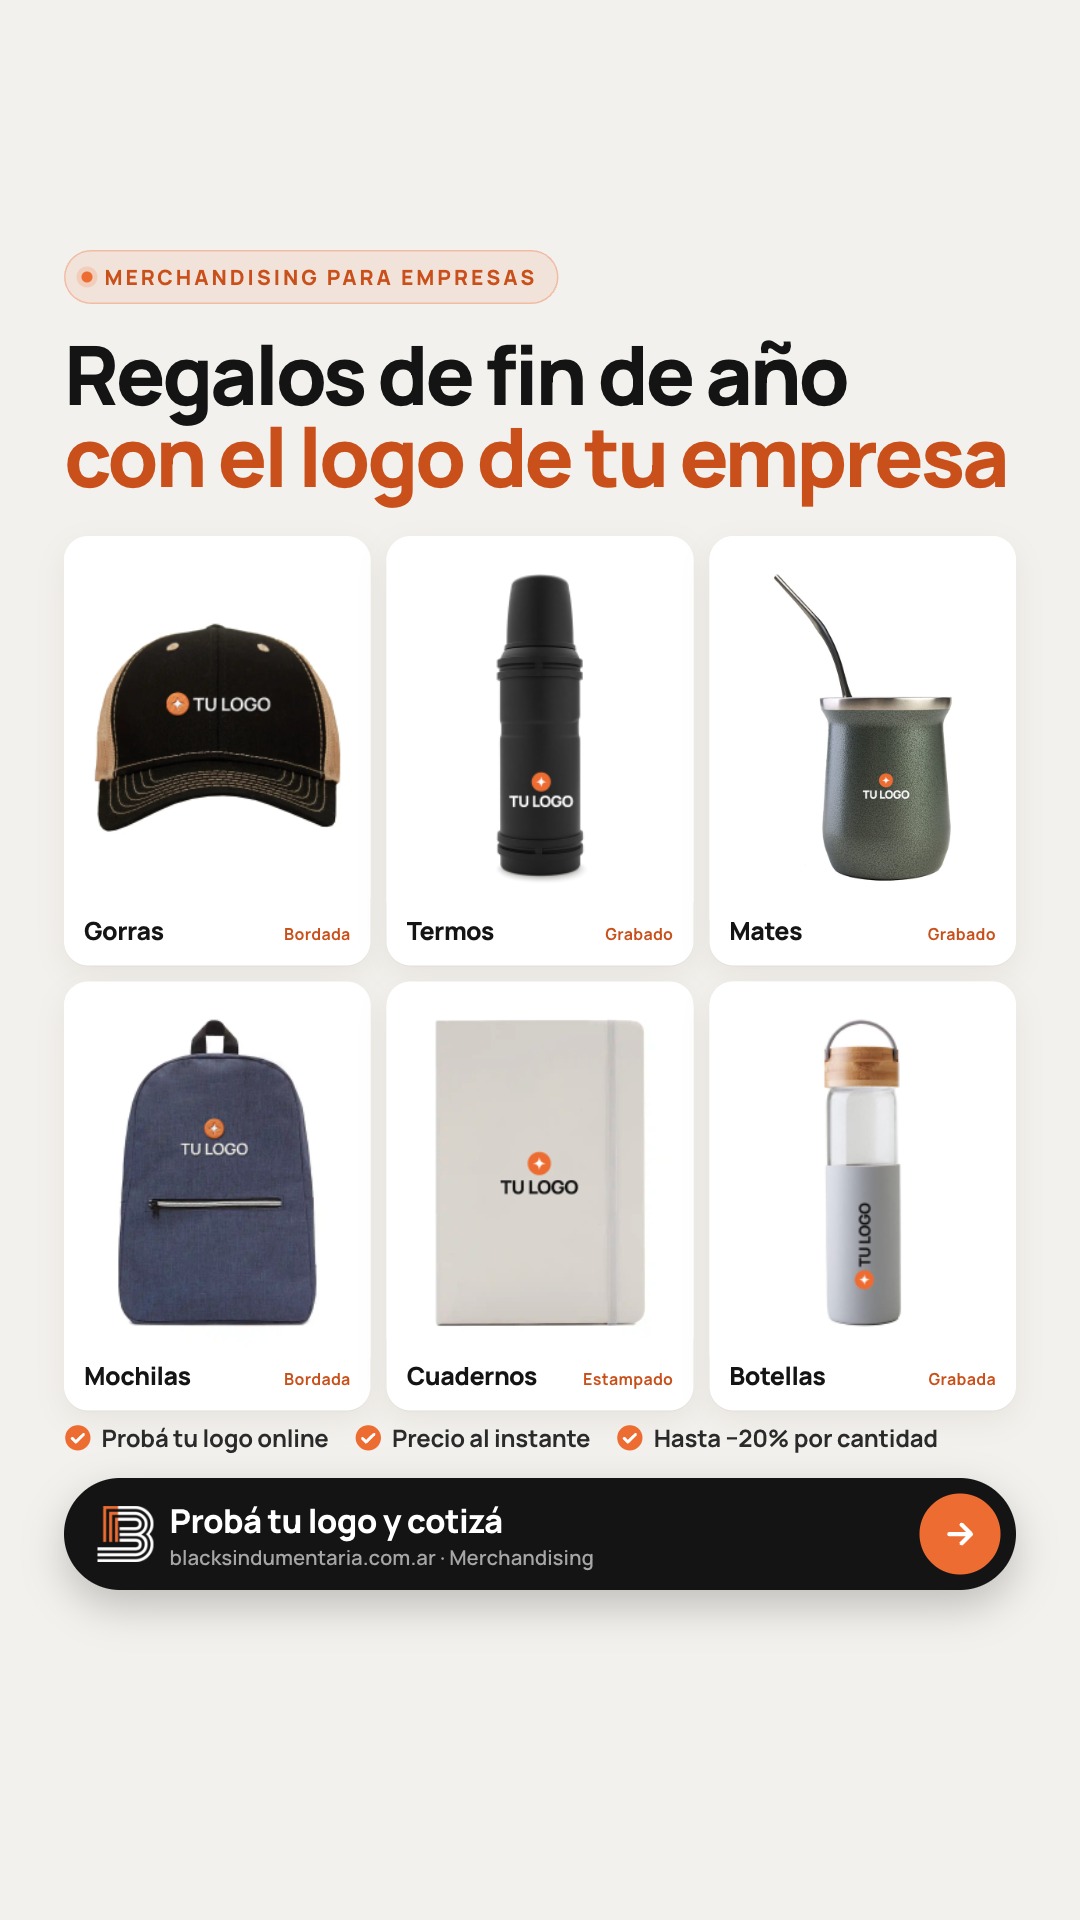 MERCHANDISING PARA EMPRESAS
Regalos de fin de año
con el logo de tu empresa
TU LOGO
TU LOGO
TU LOGO
Gorras Bordada
Termos Grabado
Mates Grabado
TU LOGO
TU LOGO
TU LOGO
Mochilas Bordada
Cuadernos Estampado
Botellas Grabada
Probá tu logo online
Precio al instante
Hasta -20% por cantidad
Probá tu logo y cotizá
blacksindumentaria.com.ar · Merchandising